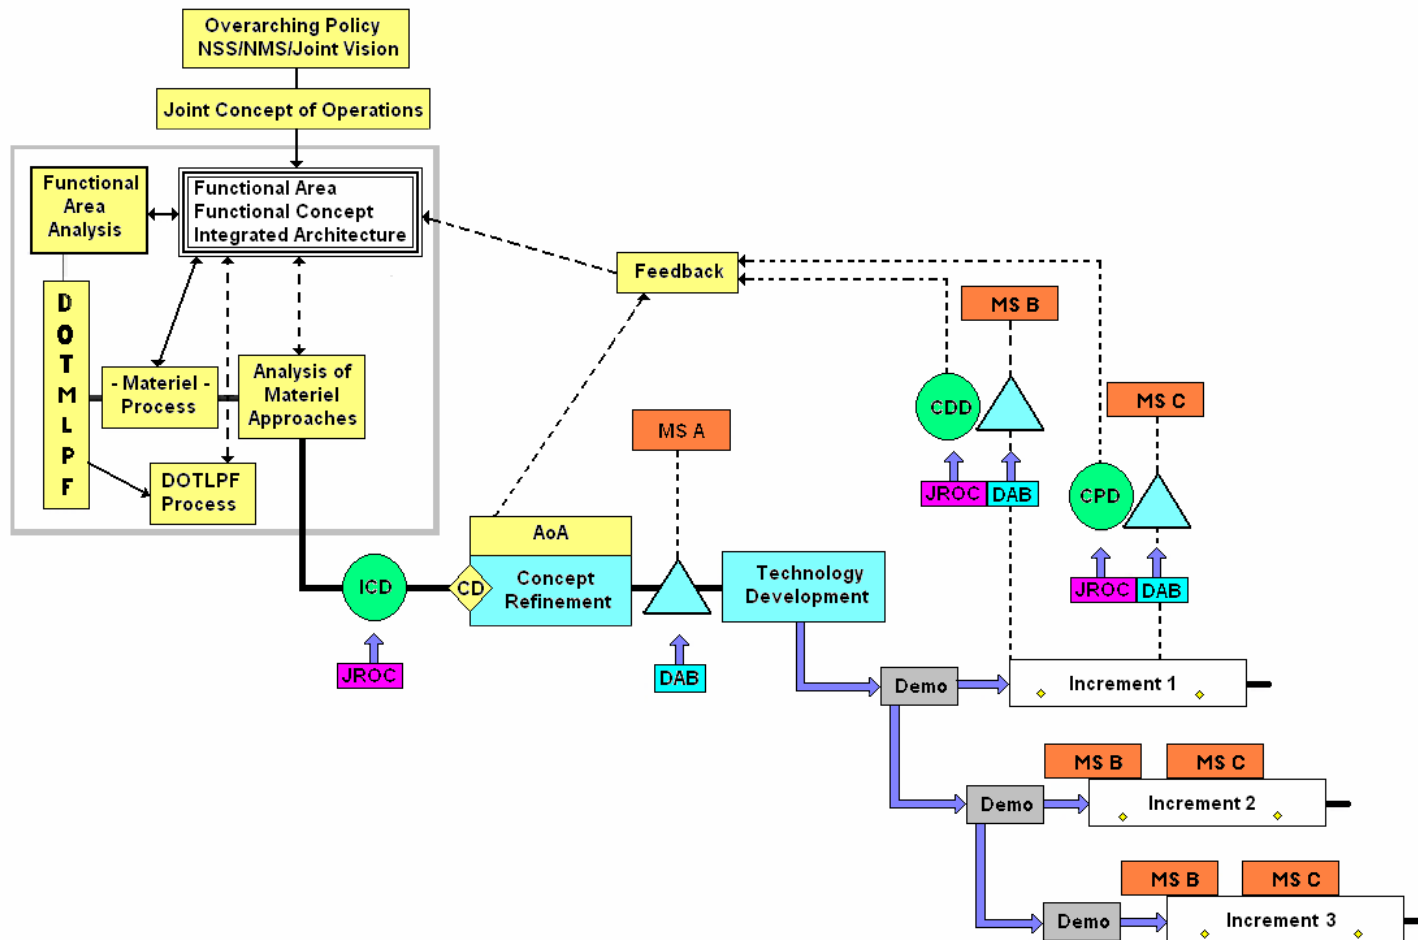 Overarching Policy
NSS/NMS/Joint Vision
Joint Concept of Operations
Functional
Area
Analysis
Functional Area
Functional Concept
Integrated Architecture
Feedback
D
O
T
M
L
P
F
- Materiel -
Process
Analysis of
Materiel
Approaches
DOTLPF
Process
MS B
CDD
JROC
DAB
MS C
CPD
JROC
DAB
MS A
ICD
JROC
CD
AoA
Concept
Refinement
DAB
Technology
Development
Demo
Increment 1
MS B
MS C
Demo
Increment 2
MS B
MS C
Demo
Increment 3